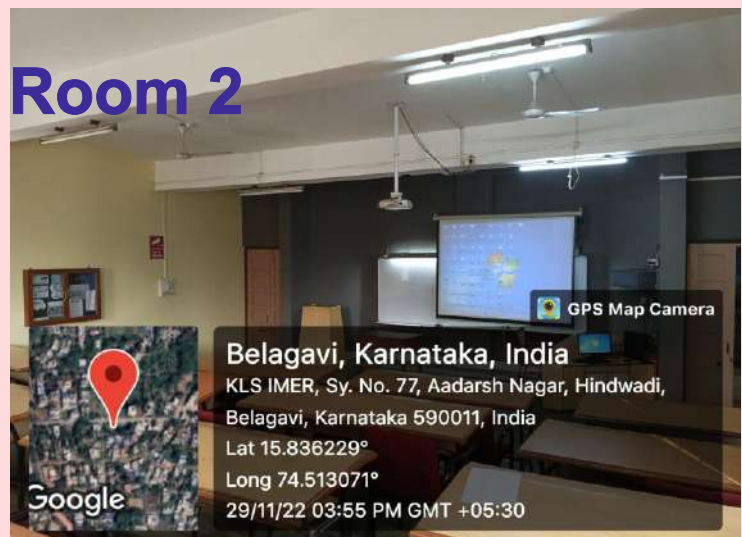 Room 2
GPS Map Camera
Belagavi, Karnataka, India
KLS IMER, Sy. No. 77, Aadarsh Nagar, Hindwadi,
Belagavi, Karnataka 590011, India
Lat 15.836229°
Long 74.513071°
29/11/22 03:55 PM GMT +05:30
Google